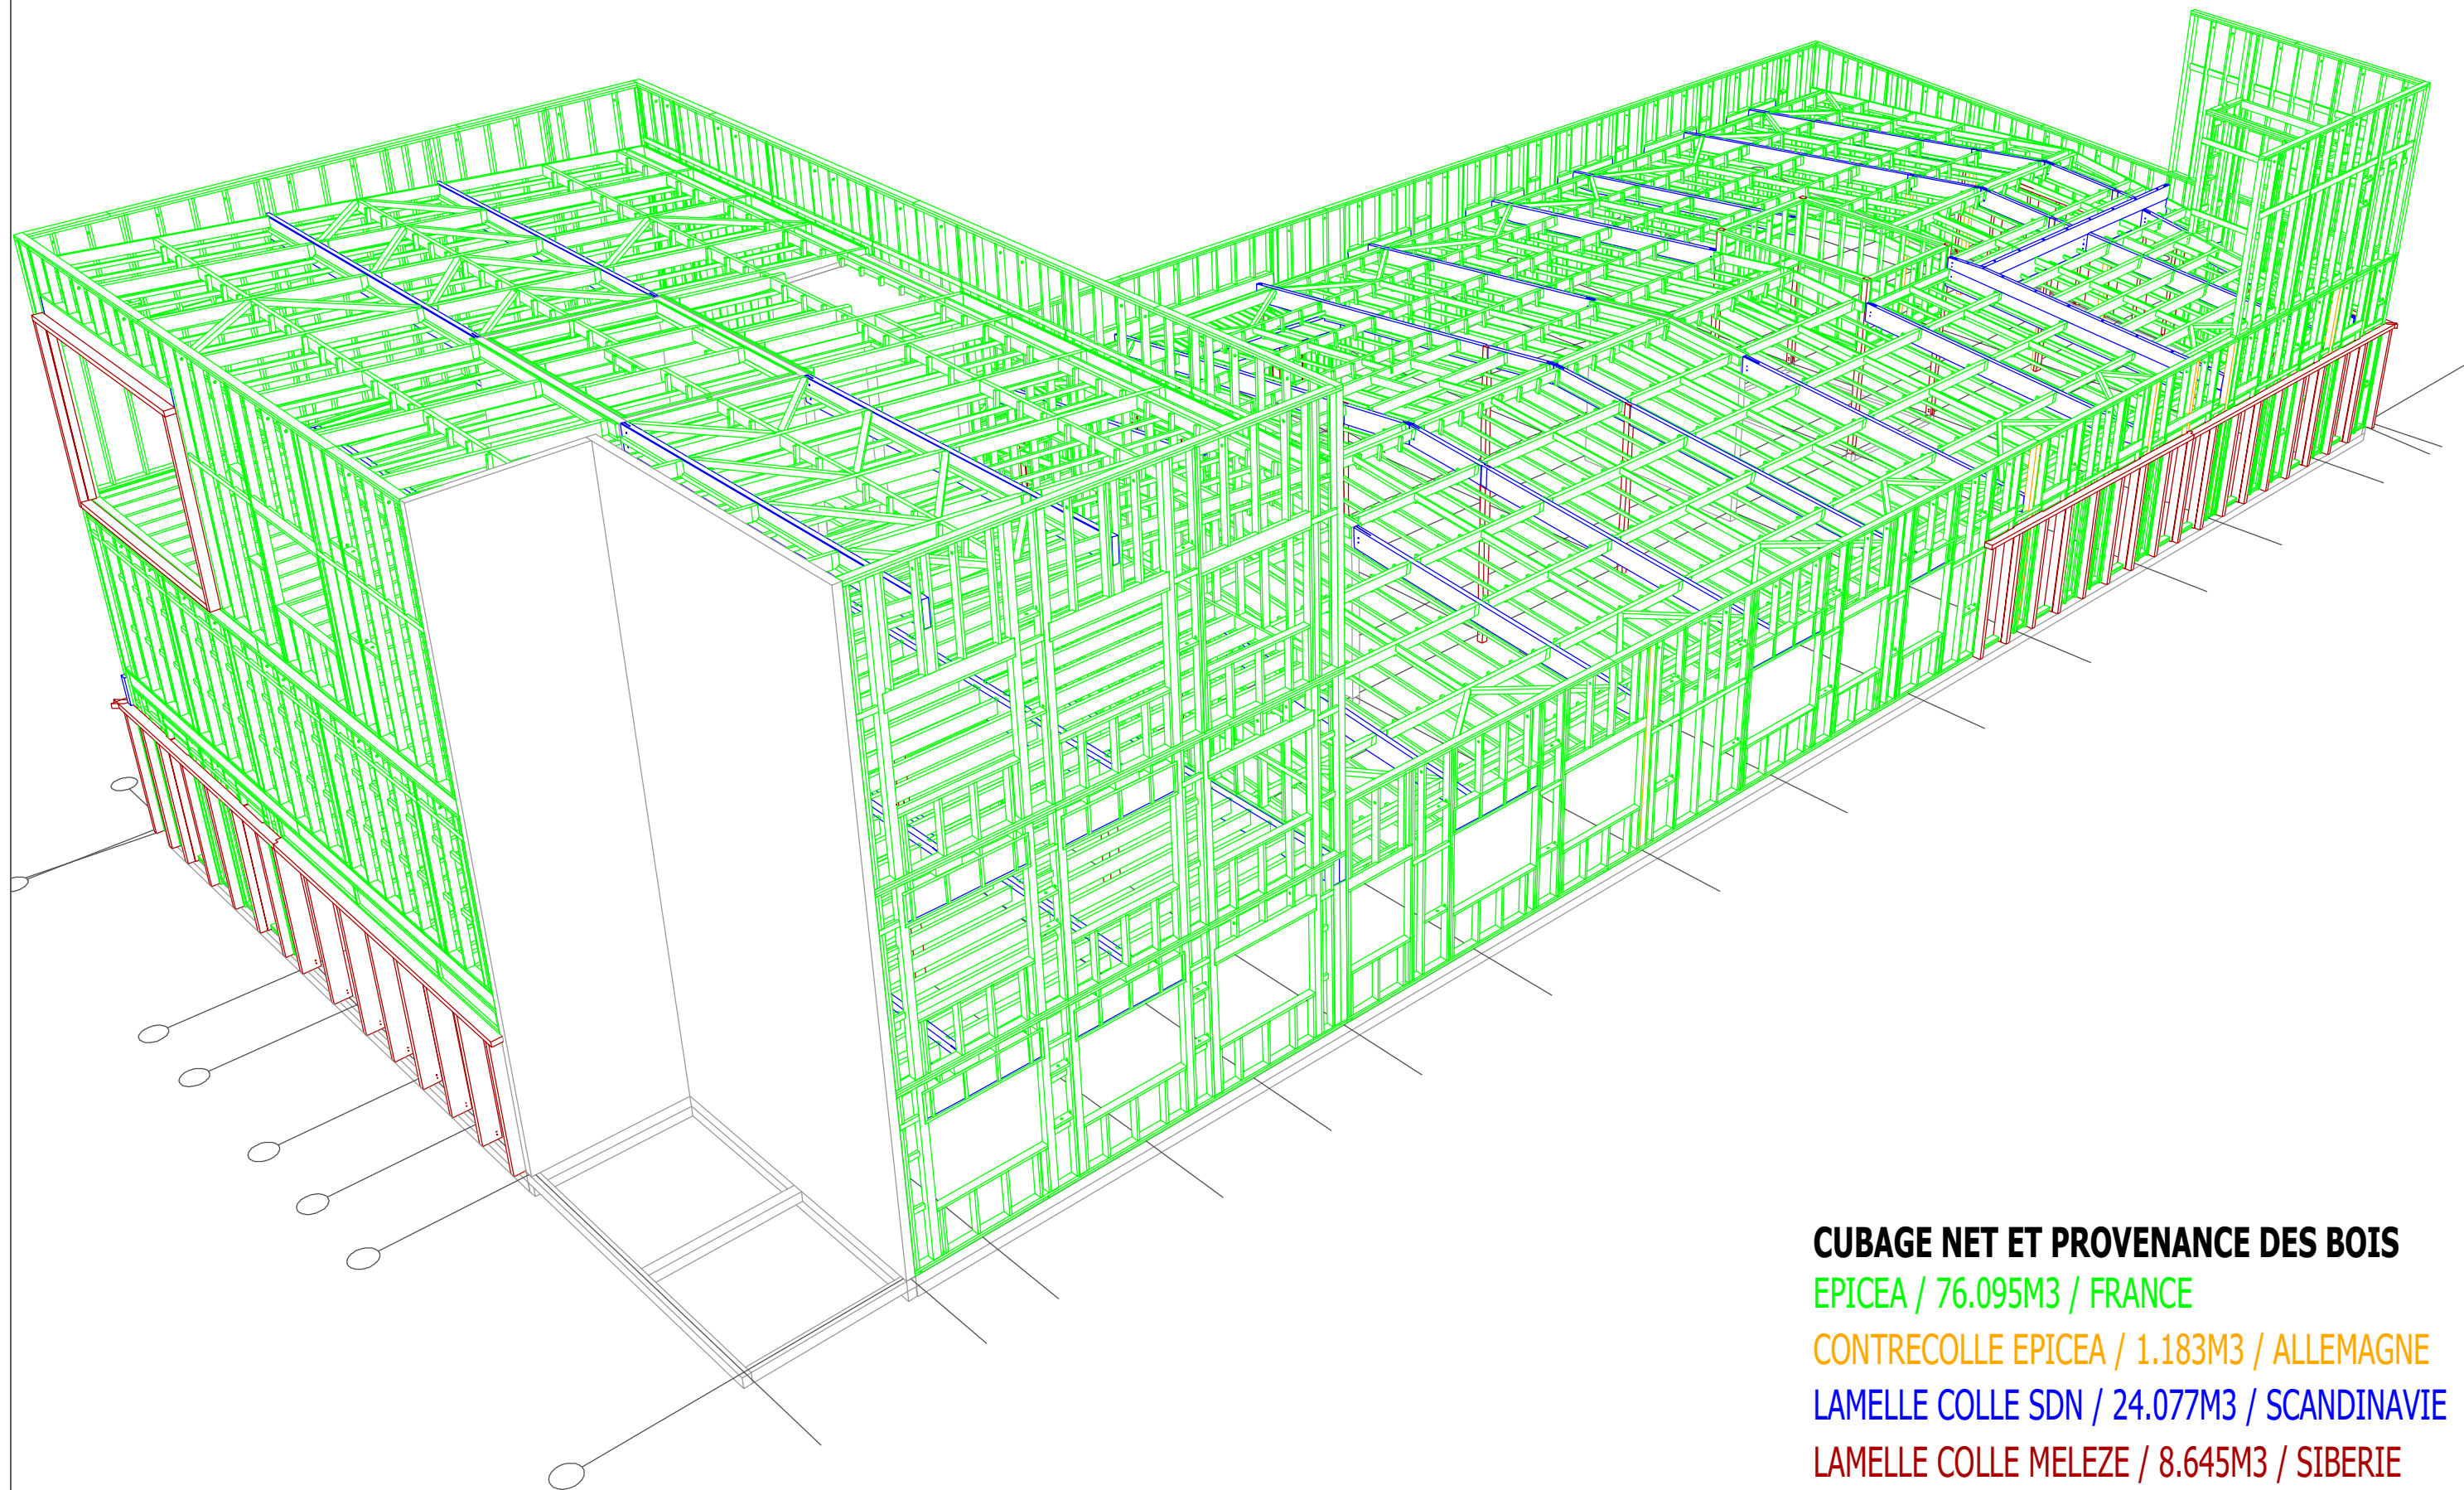 CUBAGE NET ET PROVENANCE DES BOIS
EPICEA / 76.095M3 / FRANCE
CONTRECOLLE EPICEA / 1.183M3 / ALLEMAGNE
LAMELLE COLLE SDN / 24.077M3 / SCANDINAVIE
LAMELLE COLLE MELEZE / 8.645M3 / SIBERIE